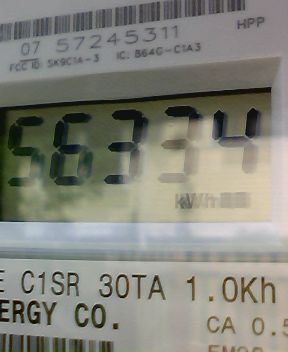 HPP
07 57245311
FCC ID: SK9C1A-3 IC: 864G-C1A3
56334
kWh
E C1SR 30TA 1.0Kh
ERGY CO.
CA 0.5